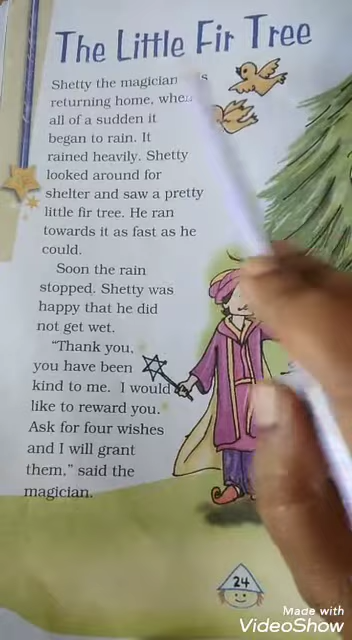 The Little Fir Tree
Shetty the magician
returning home, when
all of a sudden it
began to rain. It
rained heavily. Shetty
looked around for
shelter and saw a pretty
little fir tree. He ran
towards it as fast as he
could.
Soon the rain
stopped. Shetty was
happy that he did
not get wet.
"Thank you,
you have been
kind to me. I would
like to reward you.
Ask for four wishes
and I will grant
them," said the
magician.
24
Made with
VideoShow